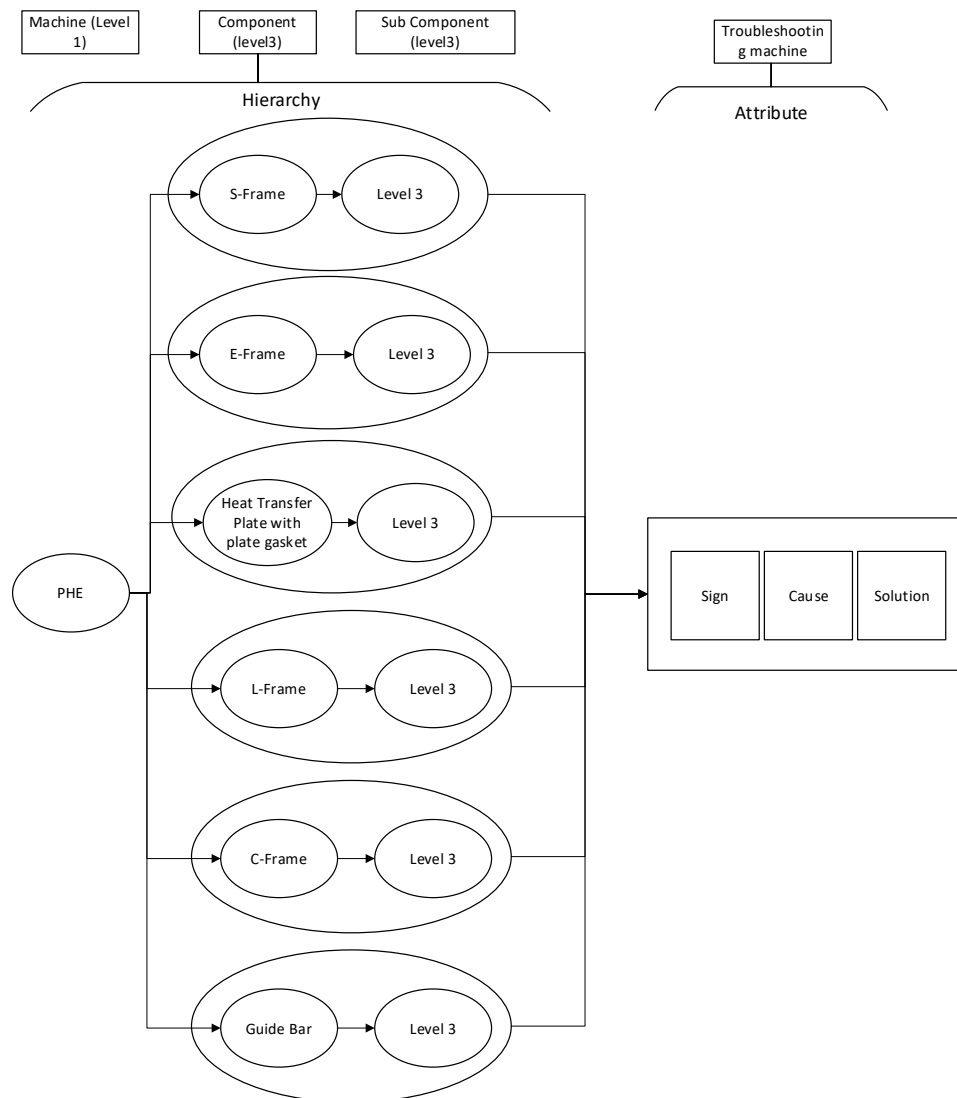 Machine (Level
1)
Component
(level3)
Sub Component
(level3)
Troubleshootin
g machine
Hierarchy
Attribute
S-Frame
Level 3
E-Frame
Level 3
Heat Transfer
Plate with
plate gasket
Level 3
PHE
Sign
Cause
Solution
L-Frame
Level 3
C-Frame
Level 3
Guide Bar
Level 3